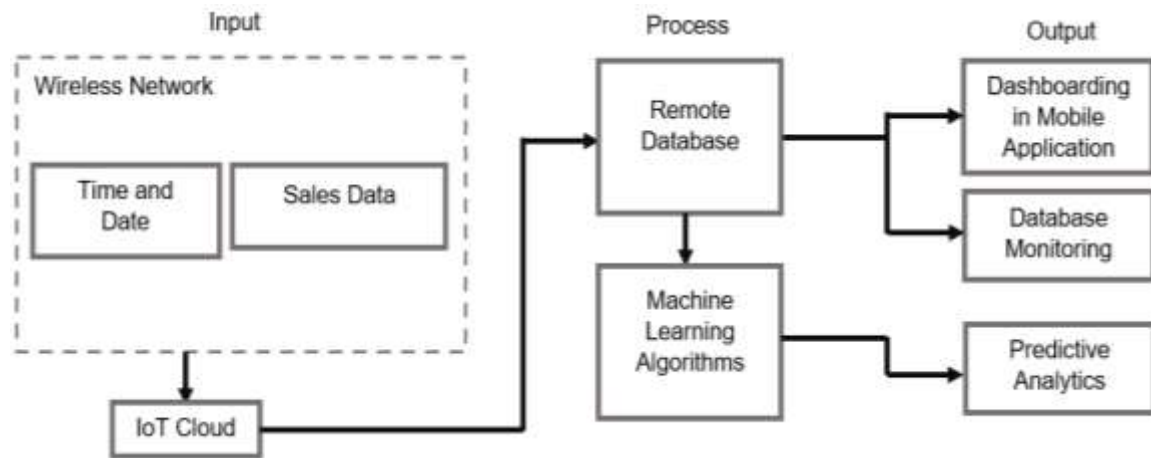 Input
Wireless Network
Time and
Date
Sales Data
IoT Cloud
Process
Remote
Database
Machine
Learning
Algorithms
Output
Dashboarding
in Mobile
Application
Database
Monitoring
Predictive
Analytics